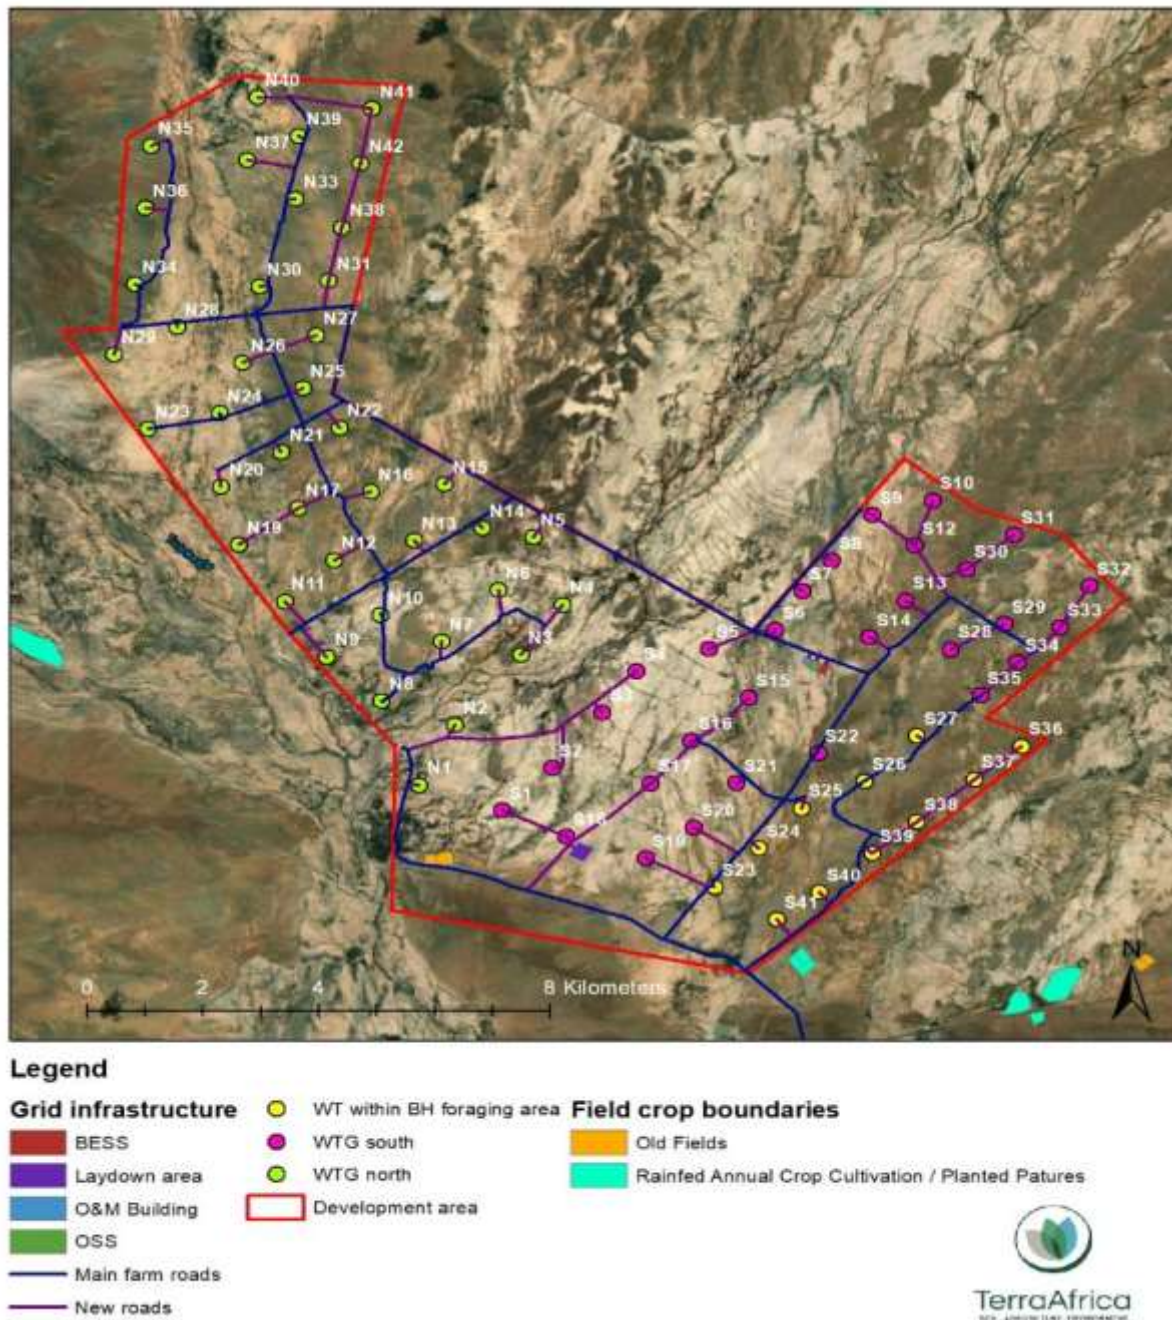 N40
N41
N39
N35
N37
N42
N36
N33
N38
N34
N30
N31
N28
N27
N29
N26
N25
N24
N23
N22
N21
N20
N16
N15
N17
N19
N14
N5
N13
N12
N11
N6
N4
N10
N7
N3
N9
N8
N2
N1
S10
S9
S31
S12
S8
S30
S32
S7
S13
S29
S33
S6
S14
S28
S5
S34
S4
S35
S15
S3
S27
S16
S36
S22
S2
S37
S26
S17
S21
S1
S25
S38
S18
S20
S24
S39
S19
S23
S40
S41
N
0 2 4 8 Kilometers
Legend
Grid infrastructure
BESS
Laydown area
O&M Building
OSS
Main farm roads
New roads
WT within BH foraging area
WTG south
WTG north
Development area
Field crop boundaries
Old Fields
Rainfed Annual Crop Cultivation / Planted Patures
TerraAfrica